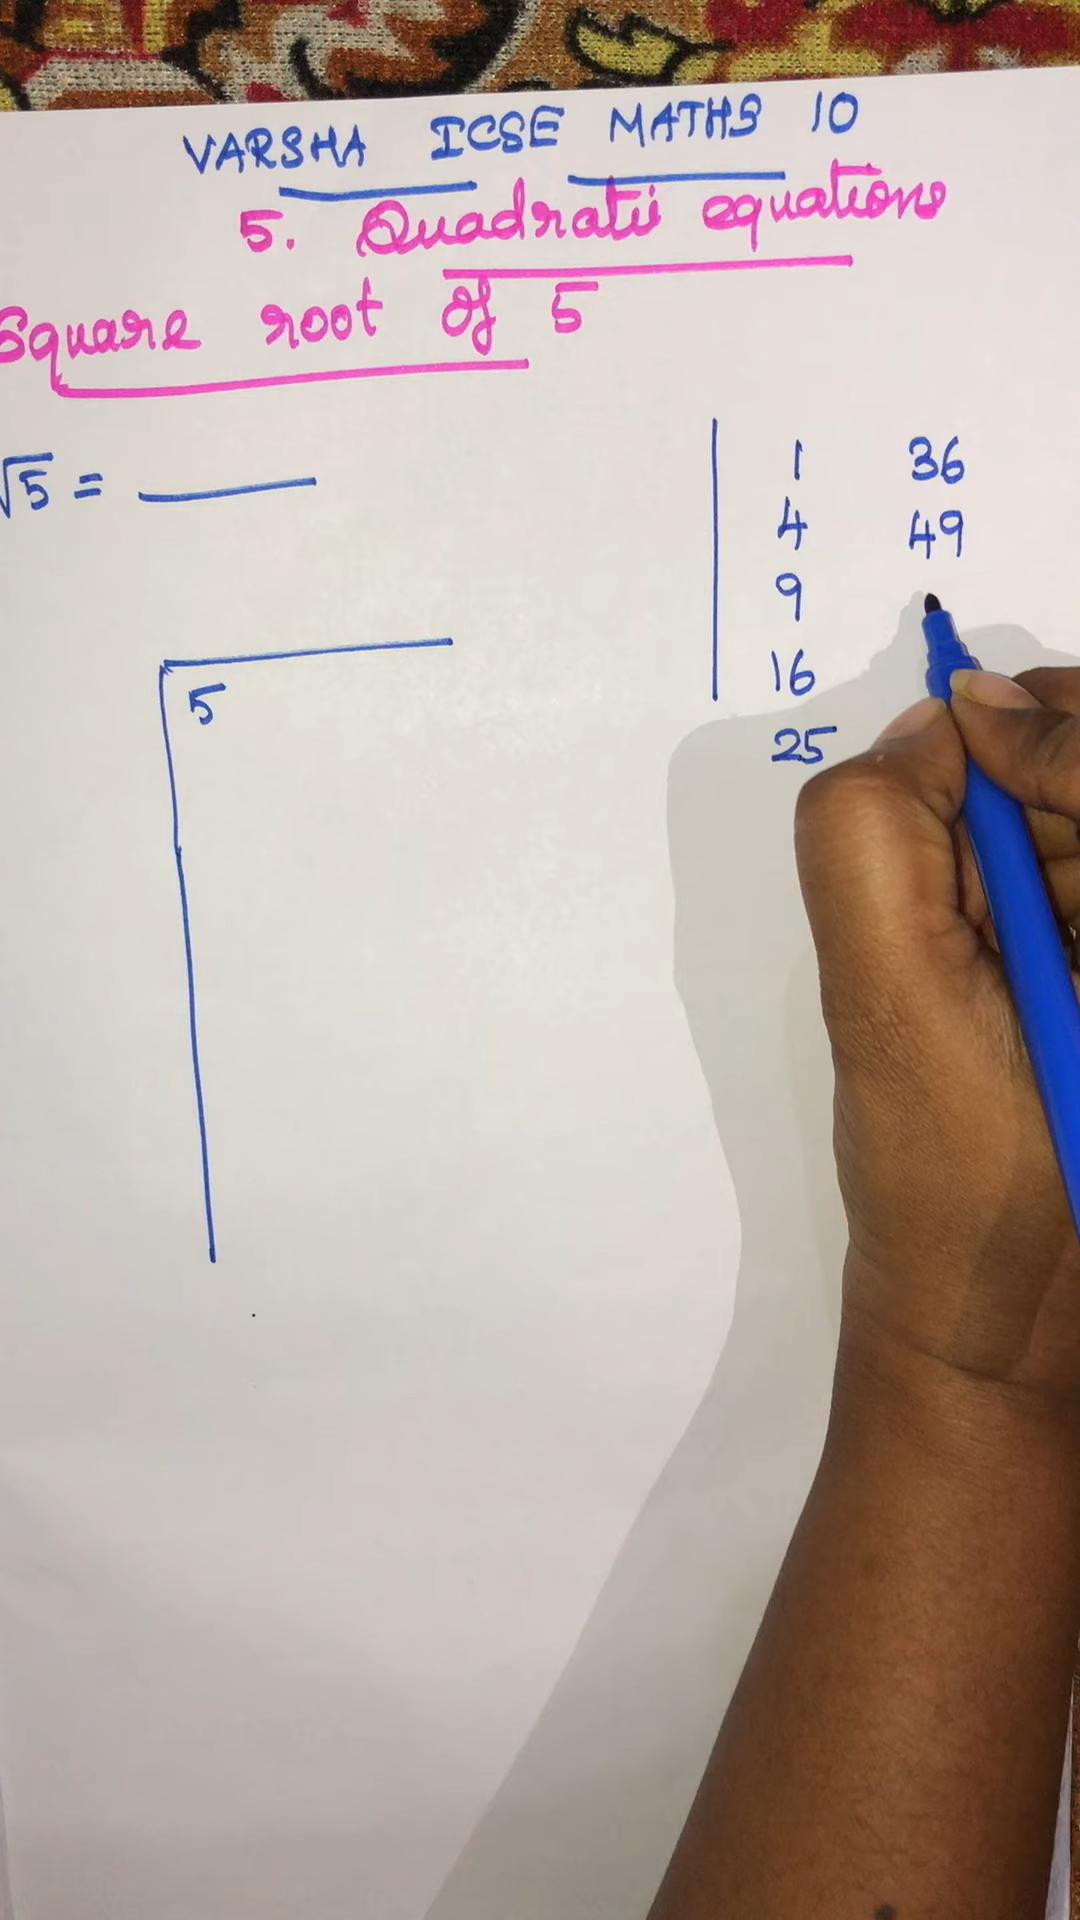 VARSHA ICSE MATHS 10
5. Quadratic equations
Square root of 5
√5 = ___
1 36
4 49
9
16
25
5